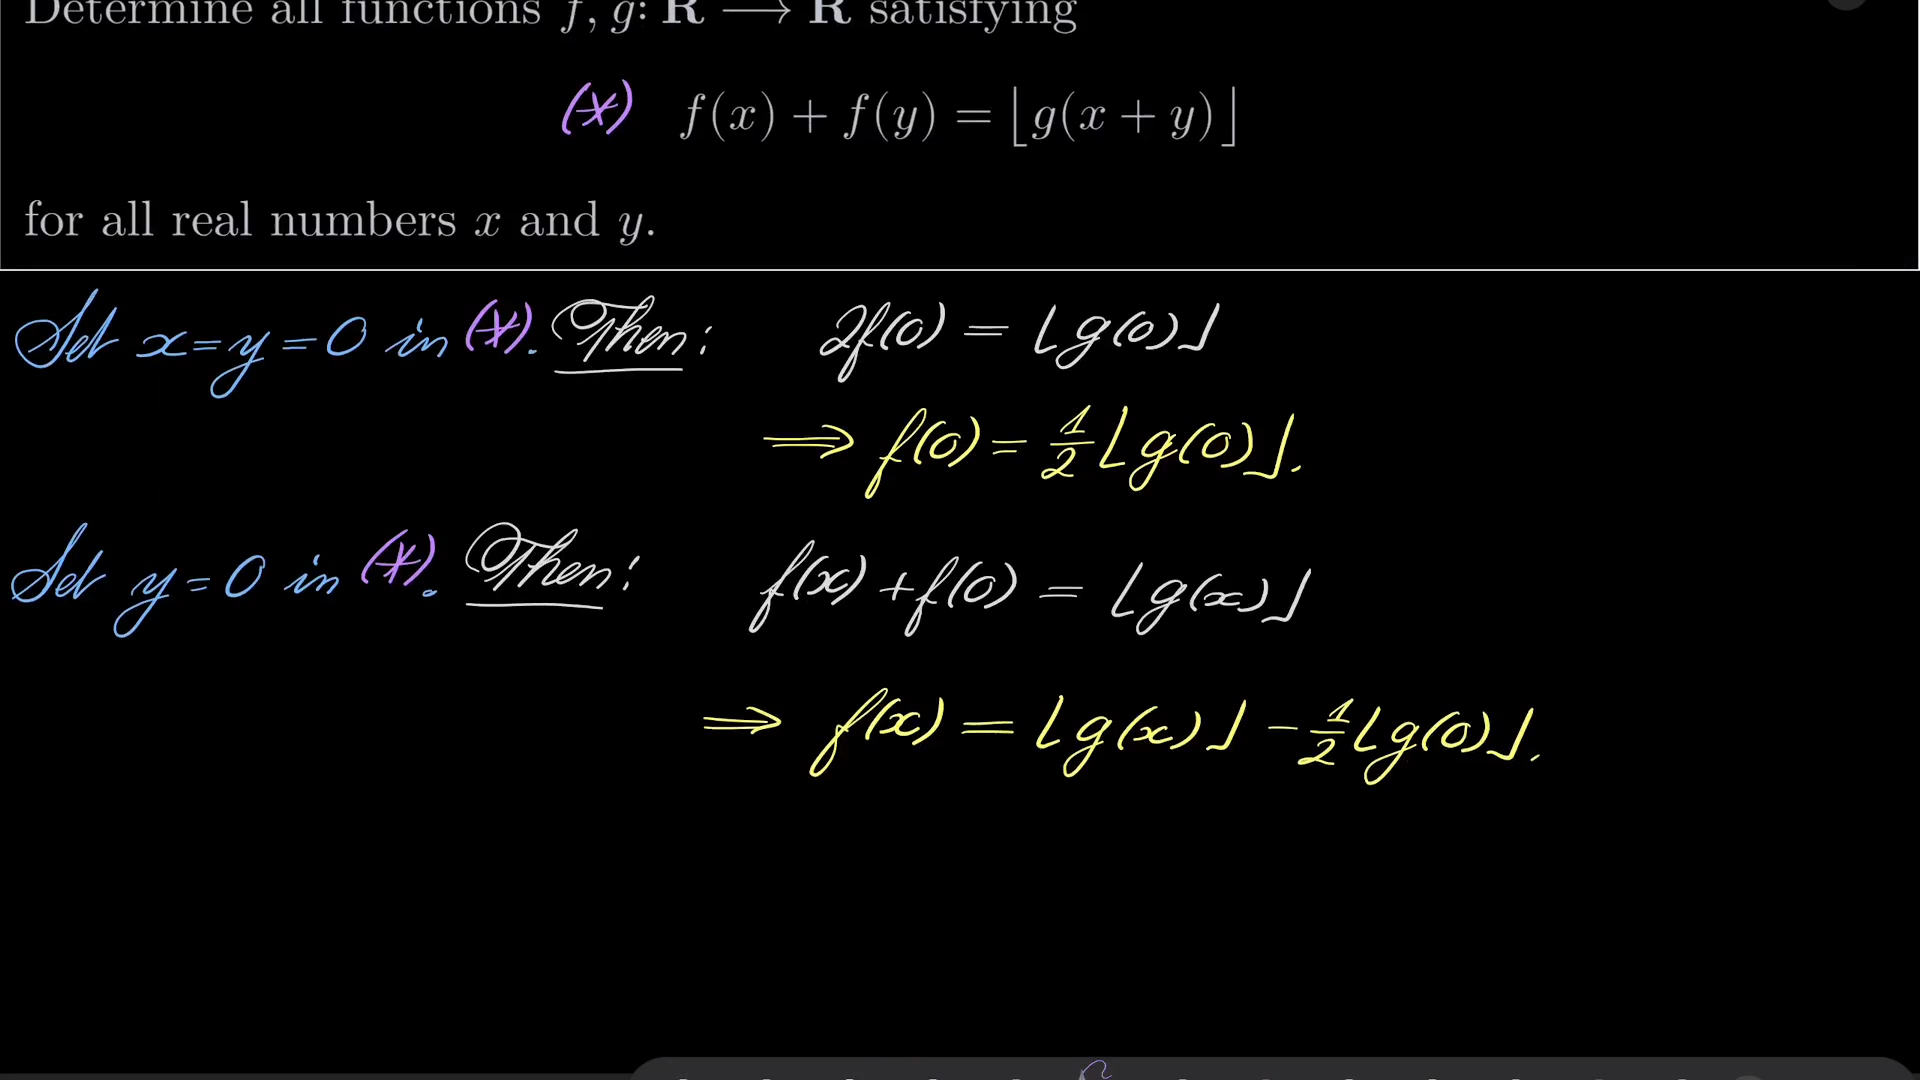 Determine all functions f, g: R ⟶ R satisfying
(*) f(x) + f(y) = ⌊g(x + y)⌋
for all real numbers x and y.
Set x=y=0 in (*). Then: 2f(0) = ⌊g(0)⌋
⟹ f(0) = 1/2 ⌊g(0)⌋.
Set y=0 in (*). Then: f(x) + f(0) = ⌊g(x)⌋
⟹ f(x) = ⌊g(x)⌋ - 1/2 ⌊g(0)⌋.